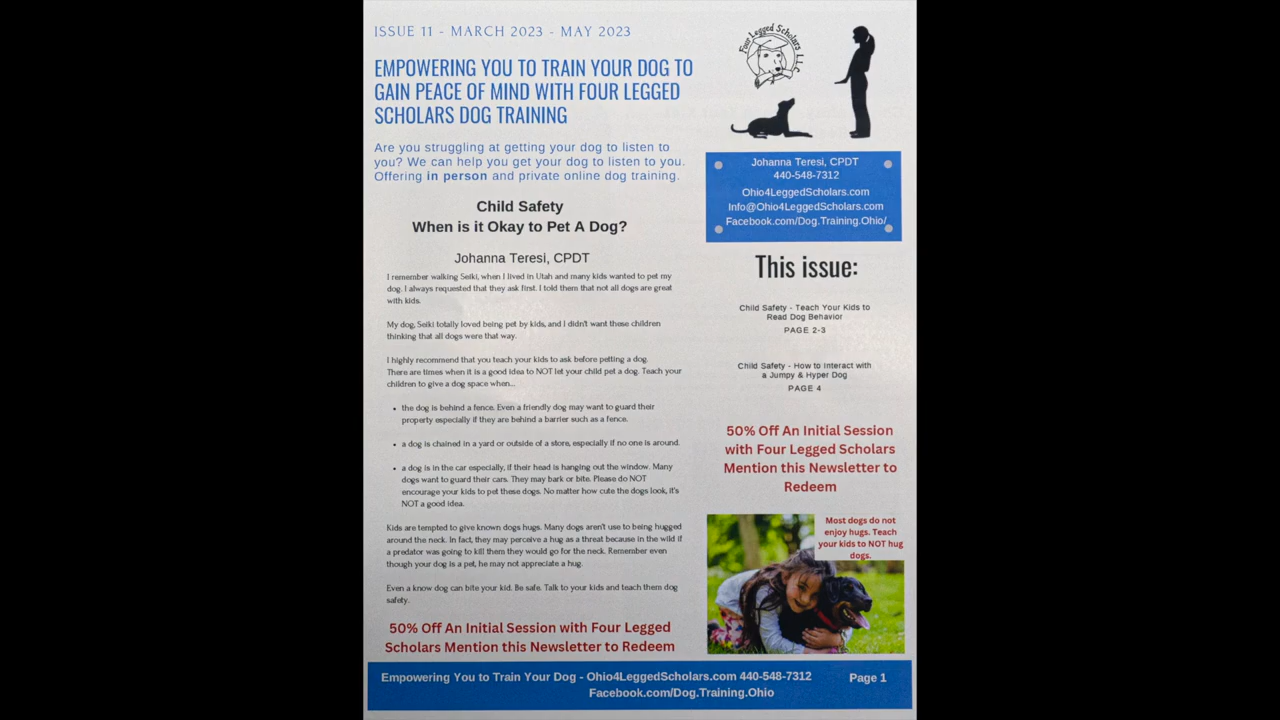 ISSUE 11 - MARCH 2023 - MAY 2023
EMPOWERING YOU TO TRAIN YOUR DOG TO
GAIN PEACE OF MIND WITH FOUR LEGGED
SCHOLARS DOG TRAINING
Are you struggling at getting your dog to listen to
you? We can help you get your dog to listen to you.
Offering in person and private online dog training.
Child Safety
When is it Okay to Pet A Dog?
Johanna Teresi, CPDT
I remember walking Seiki, when I lived in Utah and many kids wanted to pet my
dog. I always requested that they ask first. I told them that not all dogs are great
with kids.
My dog, Seiki totally loved being pet by kids, and I didn't want those children
thinking that all dogs were that way.
I highly recommend that you teach your kids to ask before petting a dog.
There are times when it is a good idea to NOT let your child pet a dog. Teach your
children to give a dog space when...
• the dog is behind a fence. Even a friendly dog may want to guard their
property especially if they are behind a barrier such as a fence.
• a dog is chained in a yard or outside of a store, especially if no one is around.
• a dog is in the car especially, if their head is hanging out the window. Many
dogs want to guard their cars. They may bark or bite. Please do NOT
encourage your kids to pet these dogs. No matter how cute the dogs look, it's
NOT a good idea.
Kids are tempted to give known dogs hugs. Many dogs aren't use to being hugged
around the neck. In fact, they may perceive a hug as a threat because in the wild if
a predator was going to kill them they would go for the neck. Remember even
though your dog is a pet, he may not appreciate a hug.
Even a know dog can bite your kid. Be safe. Talk to your kids and teach them dog
safety.
50% Off An Initial Session with Four Legged
Scholars Mention this Newsletter to Redeem
Four Legged Scholars LLC
Johanna Teresi, CPDT
440-548-7312
Ohio4LeggedScholars.com
Info@Ohio4LeggedScholars.com
Facebook.com/Dog.Training.Ohio/
This issue:
Child Safety - Teach Your Kids to
Read Dog Behavior
PAGE 2-3
Child Safety - How to Interact with
a Jumpy & Hyper Dog
PAGE 4
50% Off An Initial Session
with Four Legged Scholars
Mention this Newsletter to
Redeem
Most dogs do not
enjoy hugs. Teach
your kids to NOT hug
dogs.
Empowering You to Train Your Dog - Ohio4LeggedScholars.com 440-548-7312
Facebook.com/Dog.Training.Ohio
Page 1